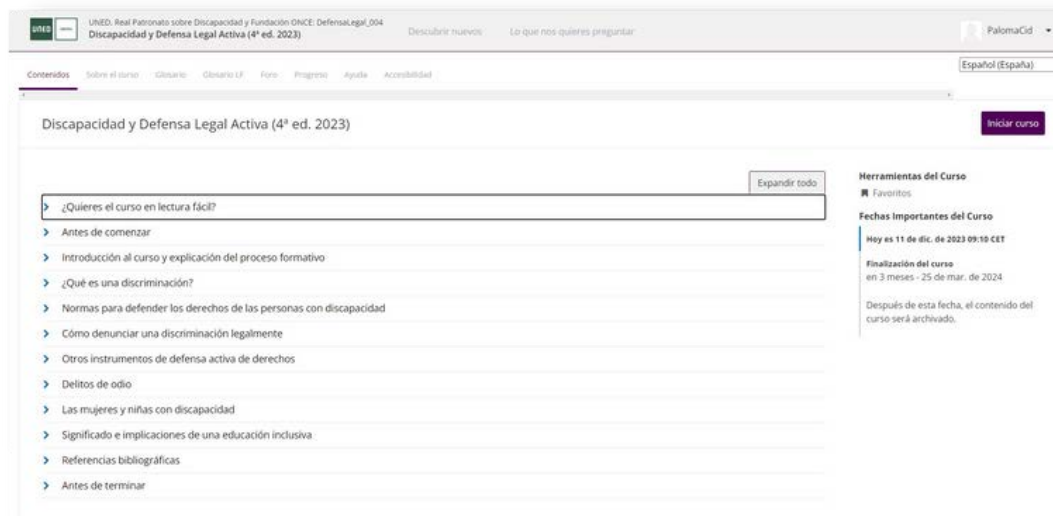 UNED
UNED. Real Patronato sobre Discapacidad y Fundación ONCE: DefensaLegal_004
Discapacidad y Defensa Legal Activa (4ª ed. 2023)
Descubrir nuevos
Lo que nos quieres preguntar
PalomaCid
Español (España)
Contenidos
Sobre el curso
Glosario
Glosario LF
Foro
Progreso
Ayuda
Accesibilidad
Discapacidad y Defensa Legal Activa (4ª ed. 2023)
Iniciar curso
Expandir todo
¿Quieres el curso en lectura fácil?
Antes de comenzar
Introducción al curso y explicación del proceso formativo
¿Qué es una discriminación?
Normas para defender los derechos de las personas con discapacidad
Cómo denunciar una discriminación legalmente
Otros instrumentos de defensa activa de derechos
Delitos de odio
Las mujeres y niñas con discapacidad
Significado e implicaciones de una educación inclusiva
Referencias bibliográficas
Antes de terminar
Herramientas del Curso
Favoritos
Fechas Importantes del Curso
Hoy es 11 de dic. de 2023 09:10 CET
Finalización del curso
en 3 meses - 25 de mar. de 2024
Después de esta fecha, el contenido del
curso será archivado.